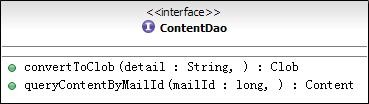 <<interface>>
ContentDao
convertToClob(detail : String, ) : Clob
queryContentByMailId(mailId : long, ) : Content